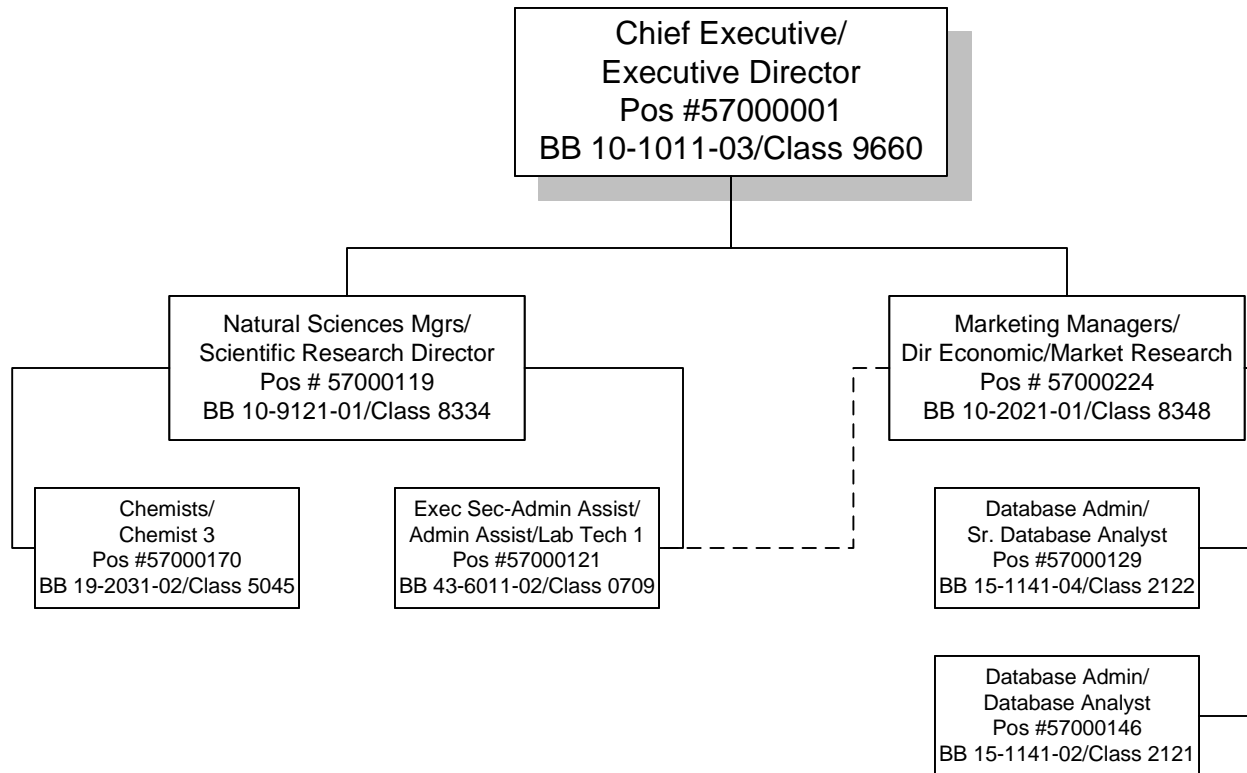 Chief Executive/
Executive Director
Pos #57000001
BB 10-1011-03/Class 9660
Natural Sciences Mgrs/
Scientific Research Director
Pos # 57000119
BB 10-9121-01/Class 8334
Marketing Managers/
Dir Economic/Market Research
Pos # 57000224
BB 10-2021-01/Class 8348
Chemists/
Chemist 3
Pos #57000170
BB 19-2031-02/Class 5045
Exec Sec-Admin Assist/
Admin Assist/Lab Tech 1
Pos #57000121
BB 43-6011-02/Class 0709
Database Admin/
Sr. Database Analyst
Pos #57000129
BB 15-1141-04/Class 2122
Database Admin/
Database Analyst
Pos #57000146
BB 15-1141-02/Class 2121